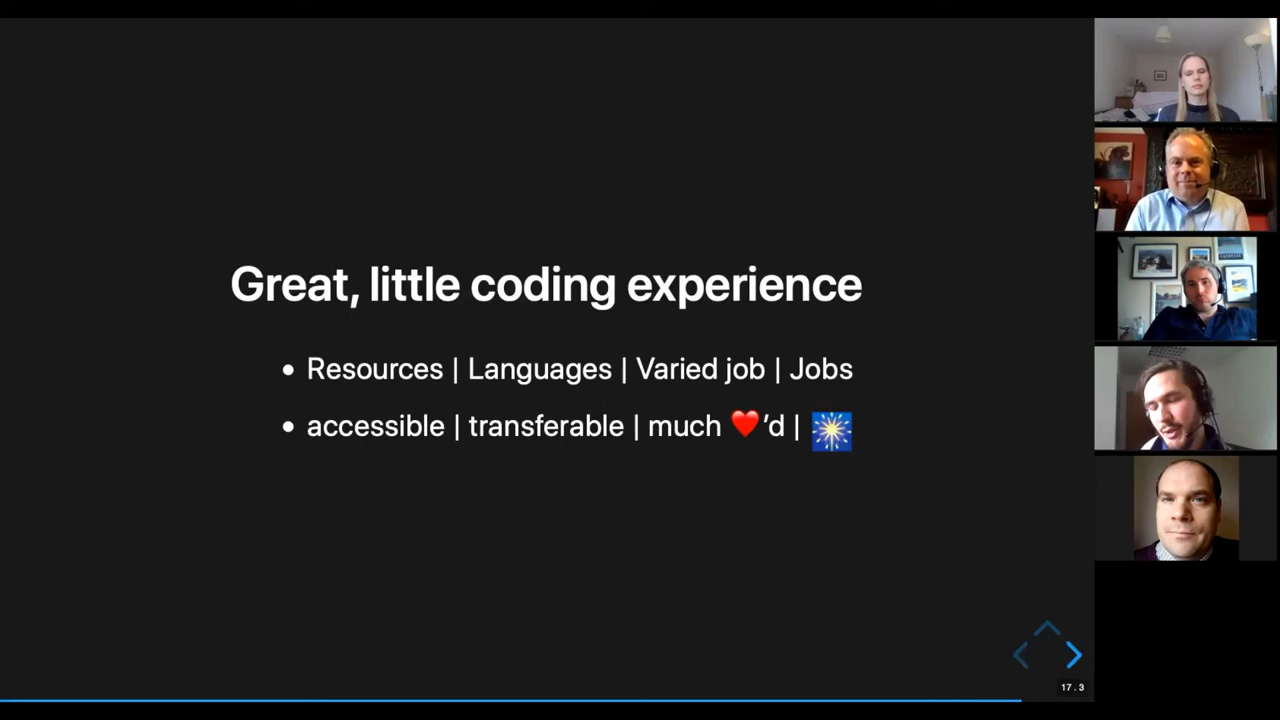 Great, little coding experience
• Resources | Languages | Varied job | Jobs
• accessible | transferable | much ❤️’d | 🎆
17.3